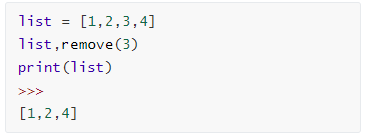 list = [1,2,3,4]
list,remove(3)
print(list)
>>>
[1,2,4]